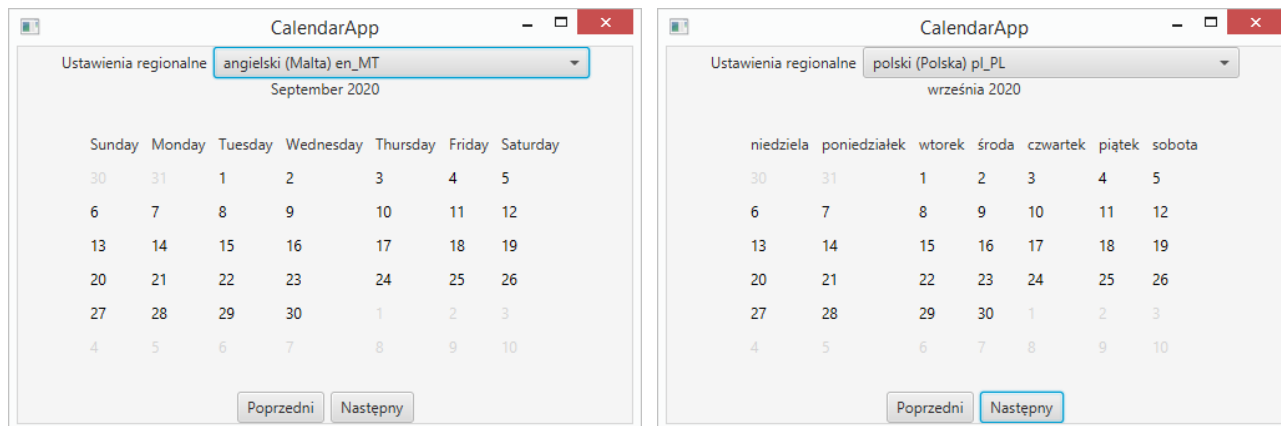 CalendarApp
Ustawienia regionalne angielski (Malta) en_MT
September 2020
Sunday Monday Tuesday Wednesday Thursday Friday Saturday
30 31 1 2 3 4 5
6 7 8 9 10 11 12
13 14 15 16 17 18 19
20 21 22 23 24 25 26
27 28 29 30 1 2 3
4 5 6 7 8 9 10
Poprzedni Następny
CalendarApp
Ustawienia regionalne polski (Polska) pl_PL
września 2020
niedziela poniedziałek wtorek środa czwartek piątek sobota
30 31 1 2 3 4 5
6 7 8 9 10 11 12
13 14 15 16 17 18 19
20 21 22 23 24 25 26
27 28 29 30 1 2 3
4 5 6 7 8 9 10
Poprzedni Następny